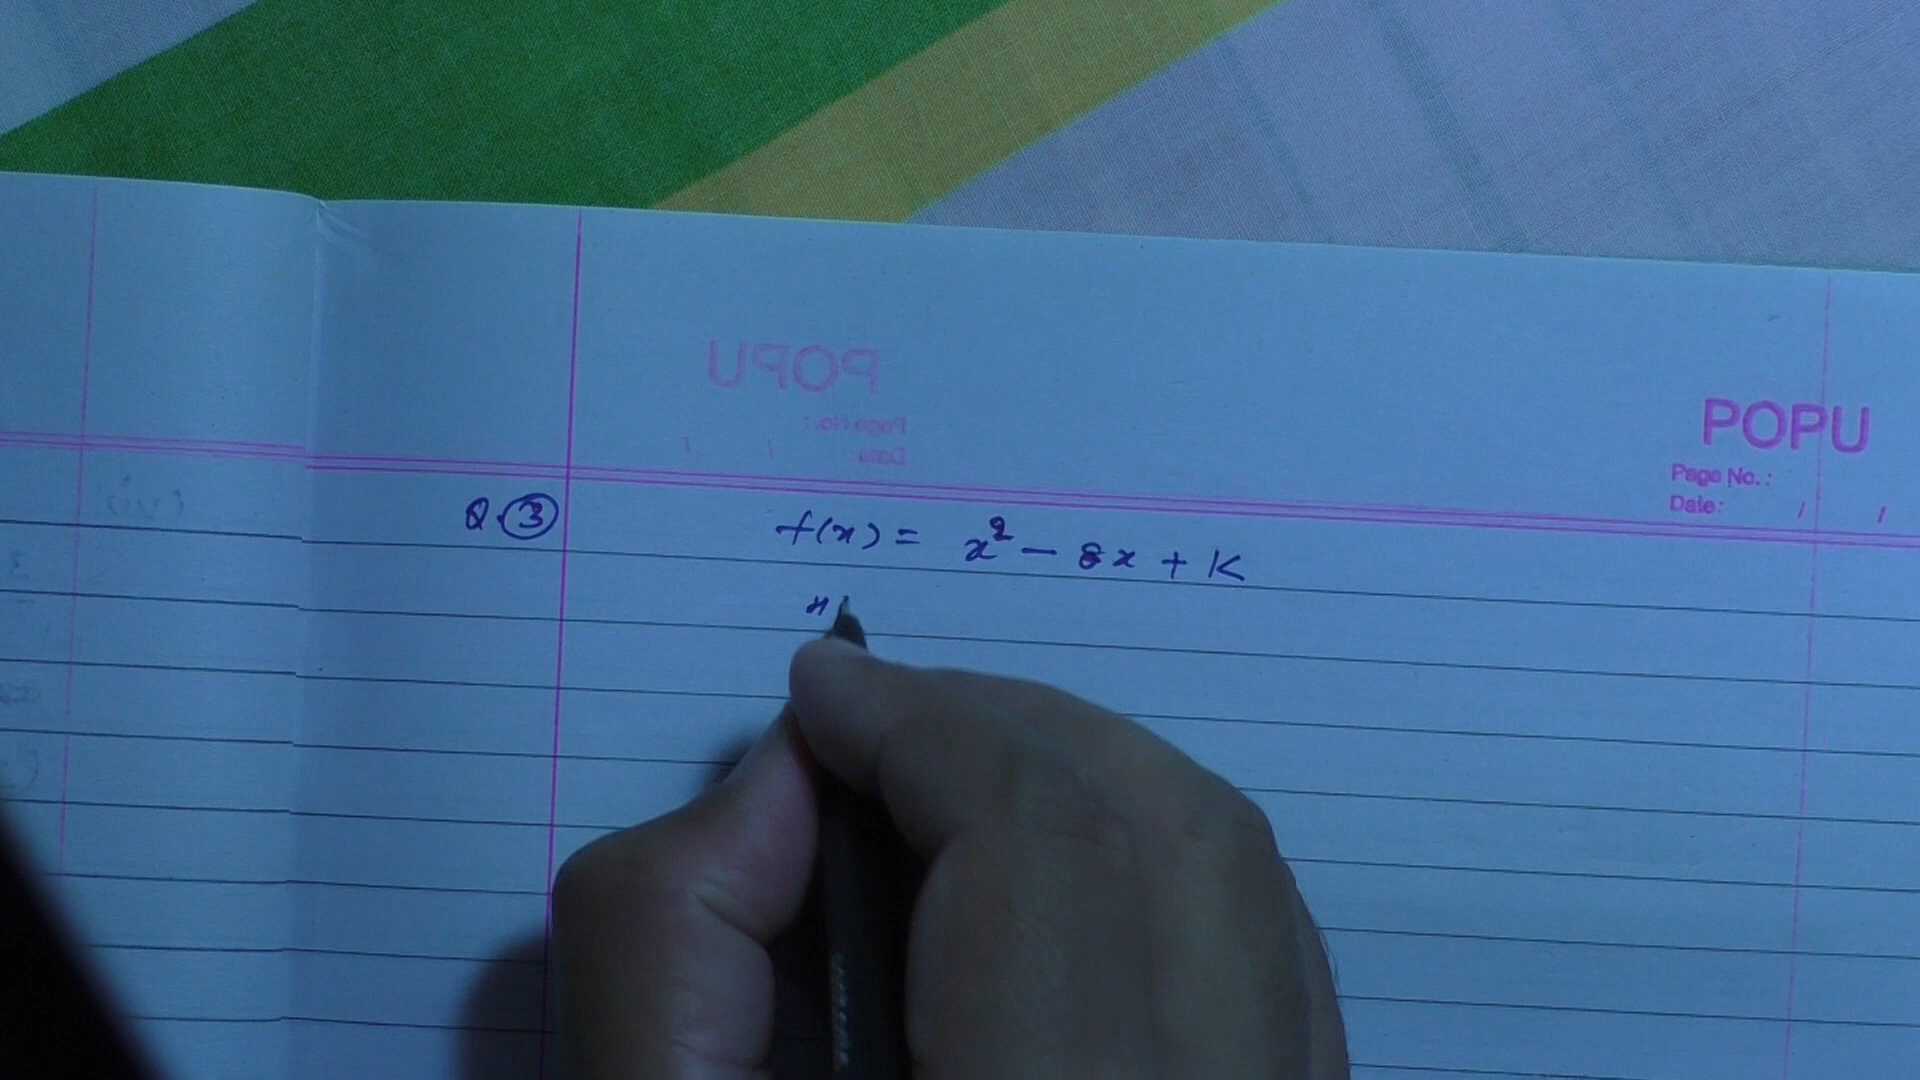 POPU
Page No.:
Date: / /
Q.③ f(x) = x² - 8x + K